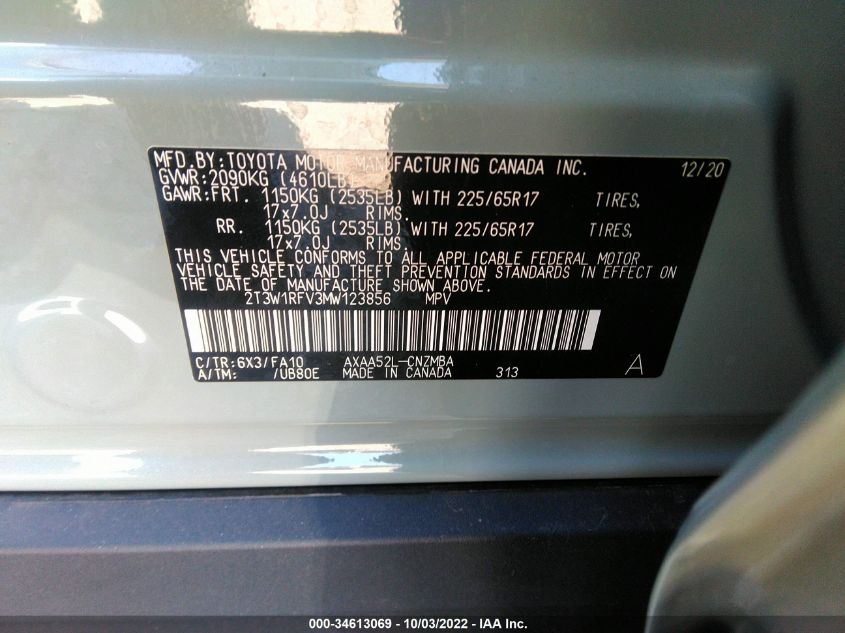 MFD. BY: TOYOTA MOTOR MANUFACTURING CANADA INC. 12/20
GVWR: 2090KG (4610LB)
GAWR: FRT. 1150KG (2535LB) WITH 225/65R17 TIRES,
17x7.0J RIMS.
RR. 1150KG (2535LB) WITH 225/65R17 TIRES,
17x7.0J RIMS.
THIS VEHICLE CONFORMS TO ALL APPLICABLE FEDERAL MOTOR
VEHICLE SAFETY AND THEFT PREVENTION STANDARDS IN EFFECT ON
THE DATE OF MANUFACTURE SHOWN ABOVE.
2T3W1RFV3MW123856 MPV
C/TR: 6X3/FA10 AXAA52L-CNZMBA
A/TM: /UB80E MADE IN CANADA 313 A
000-34613069 - 10/03/2022 - IAA Inc.